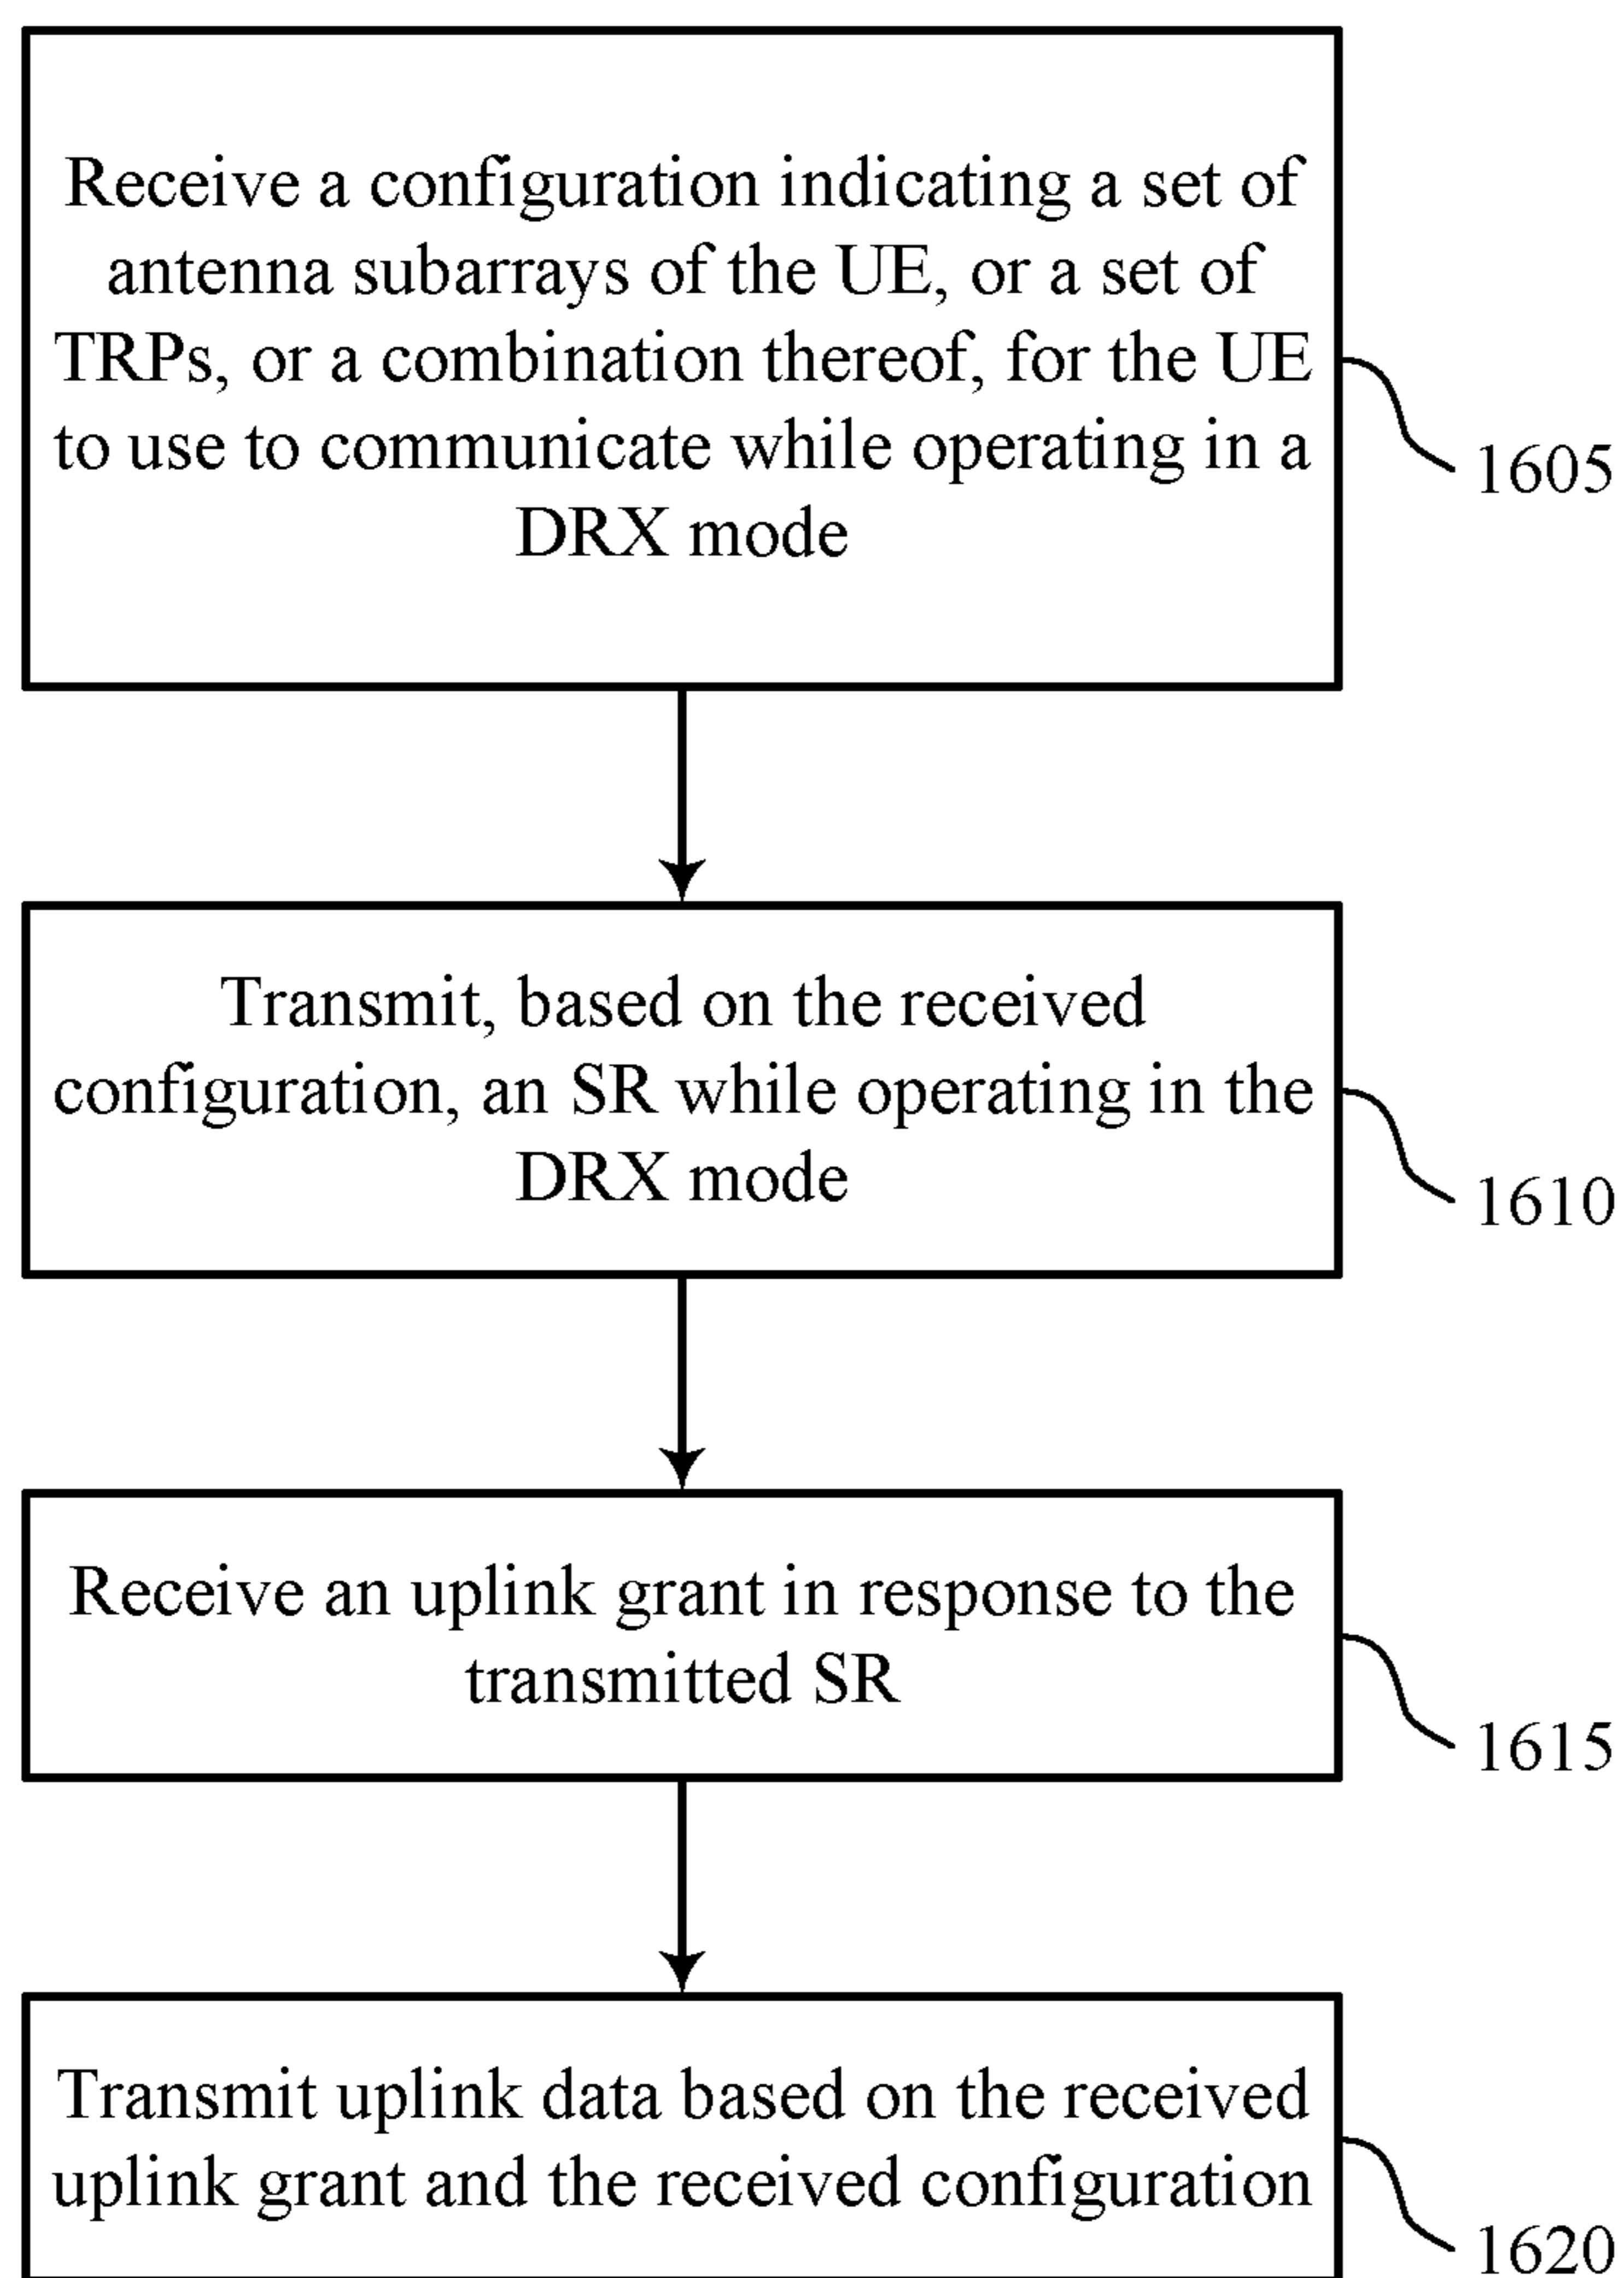 Receive a configuration indicating a set of
antenna subarrays of the UE, or a set of
TRPs, or a combination thereof, for the UE
to use to communicate while operating in a
DRX mode
1605
Transmit, based on the received
configuration, an SR while operating in the
DRX mode
1610
Receive an uplink grant in response to the
transmitted SR
1615
Transmit uplink data based on the received
uplink grant and the received configuration
1620